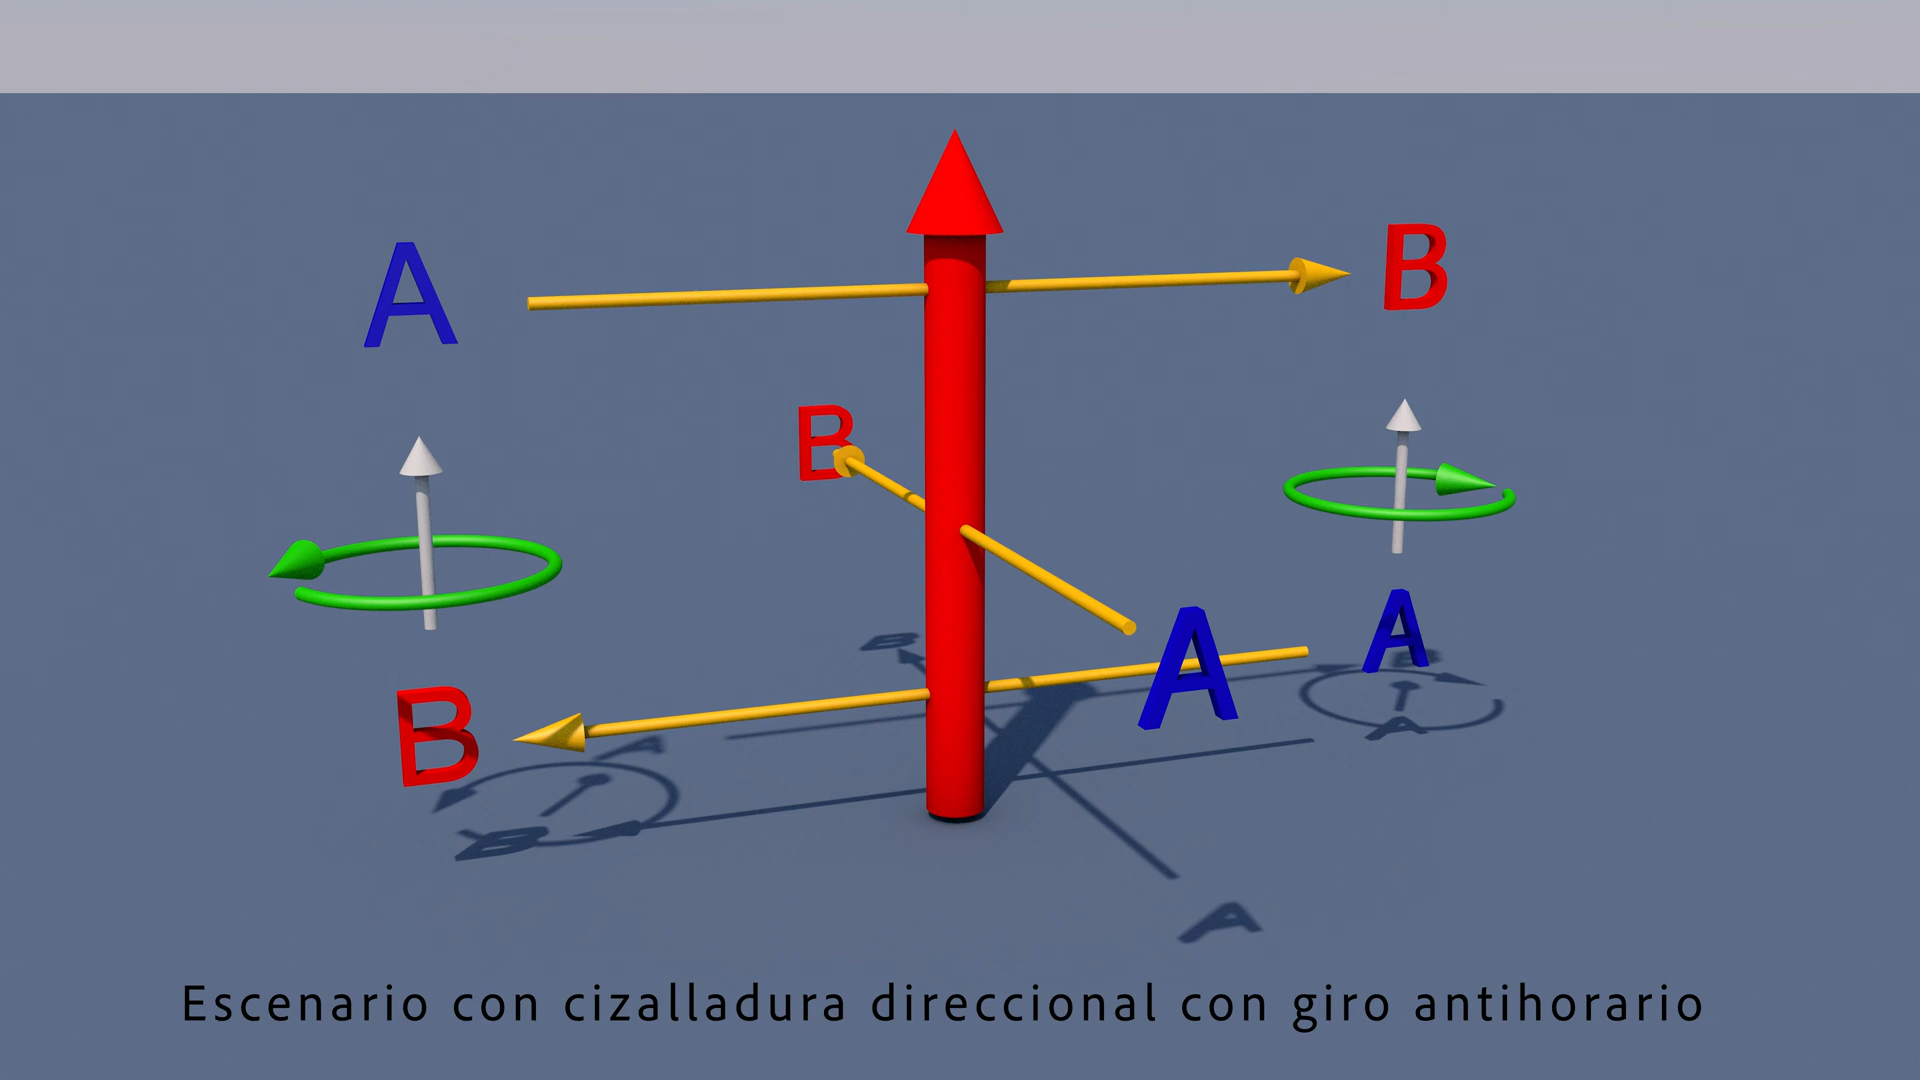 A B
B
A
A
B
Escenario con cizalladura direccional con giro antihorario